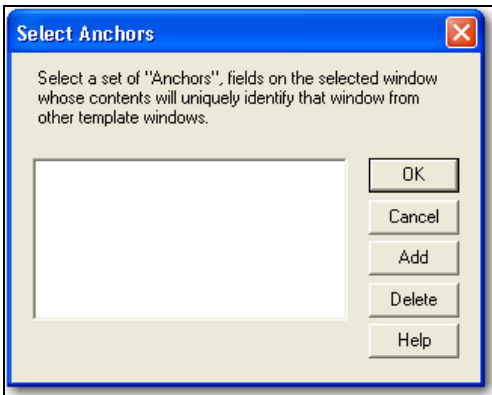 Select Anchors
Select a set of "Anchors", fields on the selected window
whose contents will uniquely identify that window from
other template windows.
OK
Cancel
Add
Delete
Help